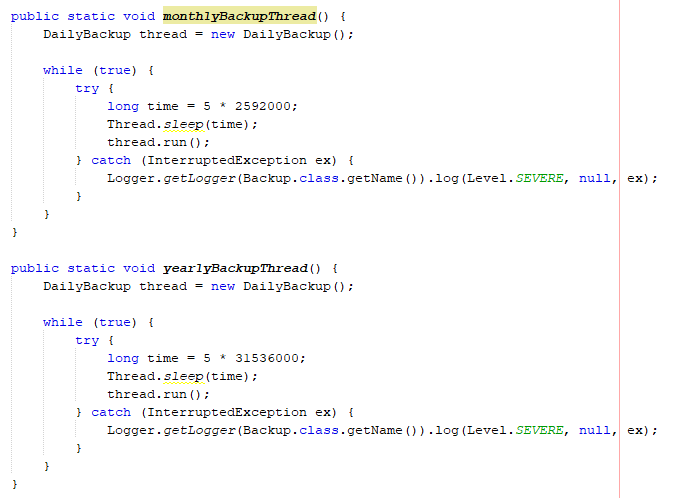 public static void monthlyBackupThread() {
    DailyBackup thread = new DailyBackup();
    while (true) {
        try {
            long time = 5 * 2592000;
            Thread.sleep(time);
            thread.run();
        } catch (InterruptedException ex) {
            Logger.getLogger(Backup.class.getName()).log(Level.SEVERE, null, ex);
        }
    }
}
public static void yearlyBackupThread() {
    DailyBackup thread = new DailyBackup();
    while (true) {
        try {
            long time = 5 * 31536000;
            Thread.sleep(time);
            thread.run();
        } catch (InterruptedException ex) {
            Logger.getLogger(Backup.class.getName()).log(Level.SEVERE, null, ex);
        }
    }
}